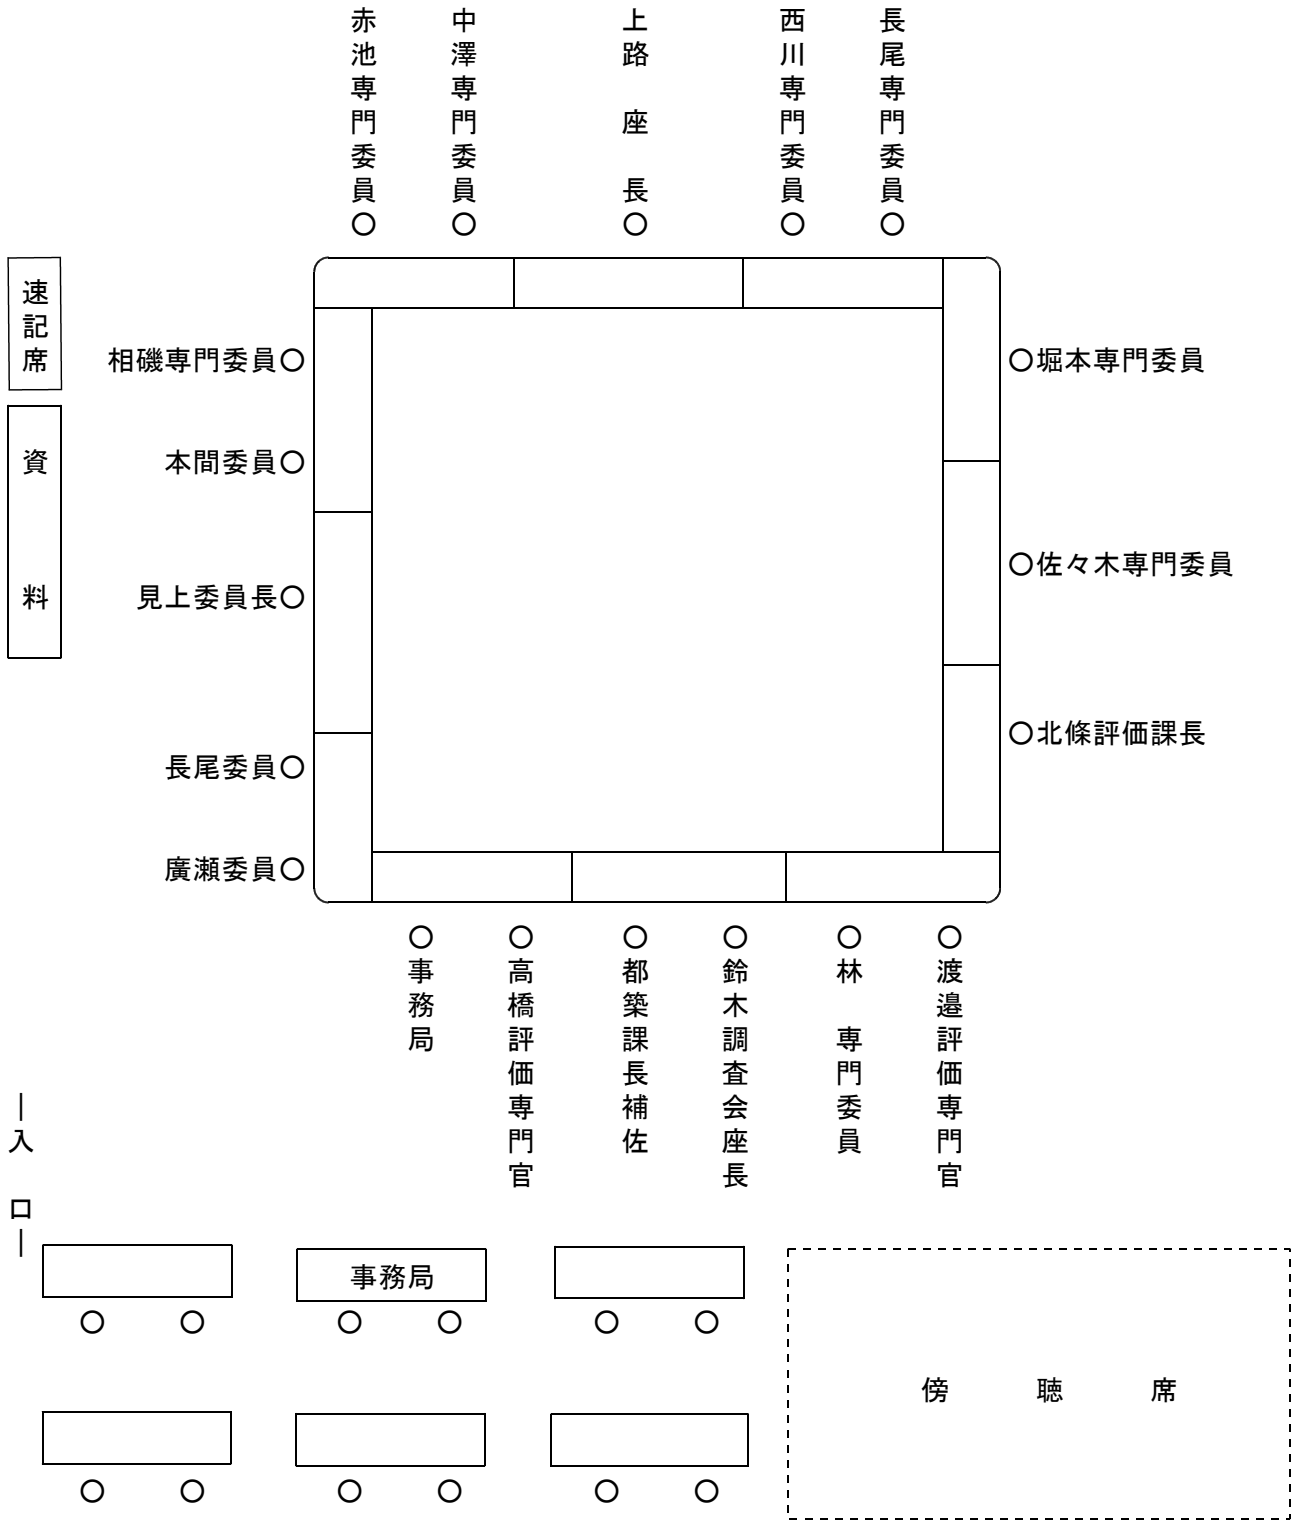 赤池専門委員○
中澤専門委員○
上路 座 長○
西川専門委員○
長尾専門委員○
速記席
資 料
相磯専門委員○
本間委員○
見上委員長○
長尾委員○
廣瀬委員○
○堀本専門委員
○佐々木専門委員
○北條評価課長
○事務局
○高橋評価専門官
○都築課長補佐
○鈴木調査会座長
○林 専門委員
○渡邉評価専門官
―入 口―
事務局
傍 聴 席